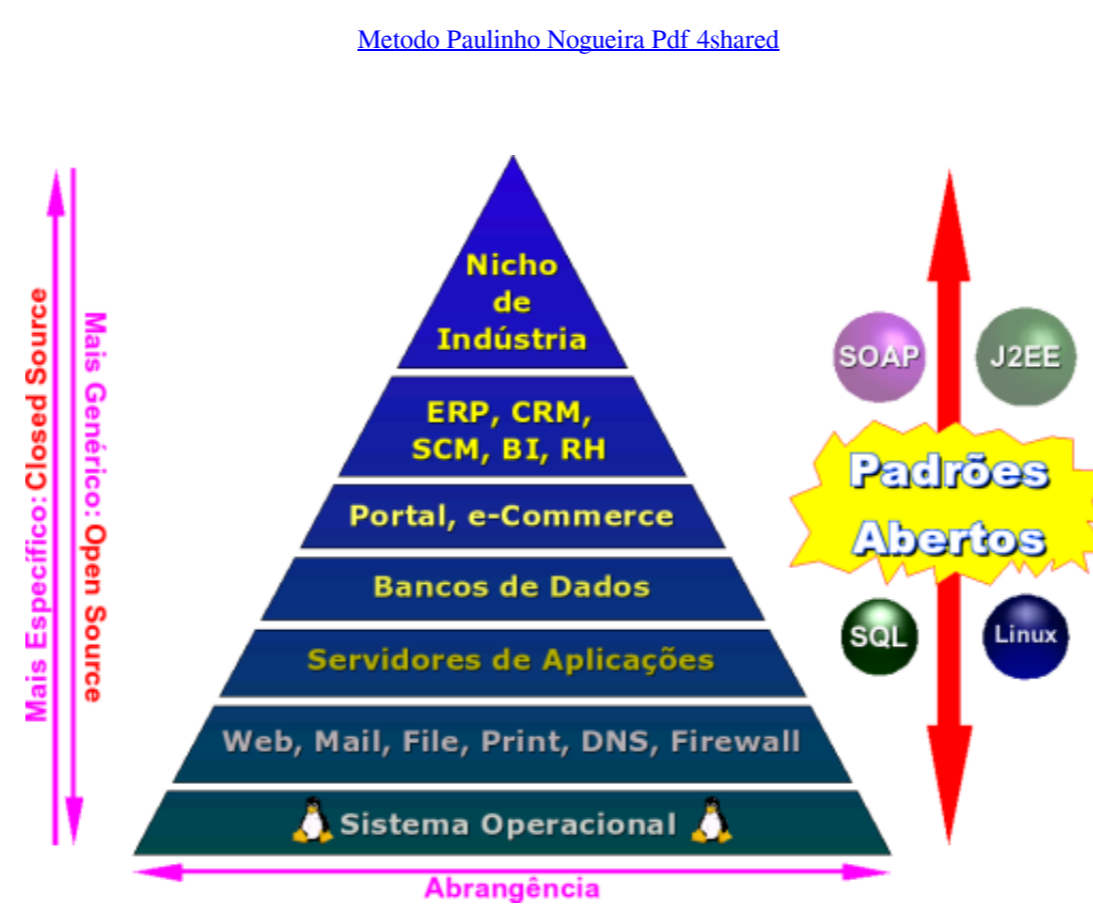 Metodo Paulinho Nogueira Pdf 4shared
Mais Específico: Closed Source
Mais Genérico: Open Source
Nicho
de
Indústria
ERP, CRM,
SCM, BI, RH
Portal, e-Commerce
Bancos de Dados
Servidores de Aplicações
Web, Mail, File, Print, DNS, Firewall
Sistema Operacional
Abrangência
SOAP
J2EE
Padrões
Abertos
SQL
Linux